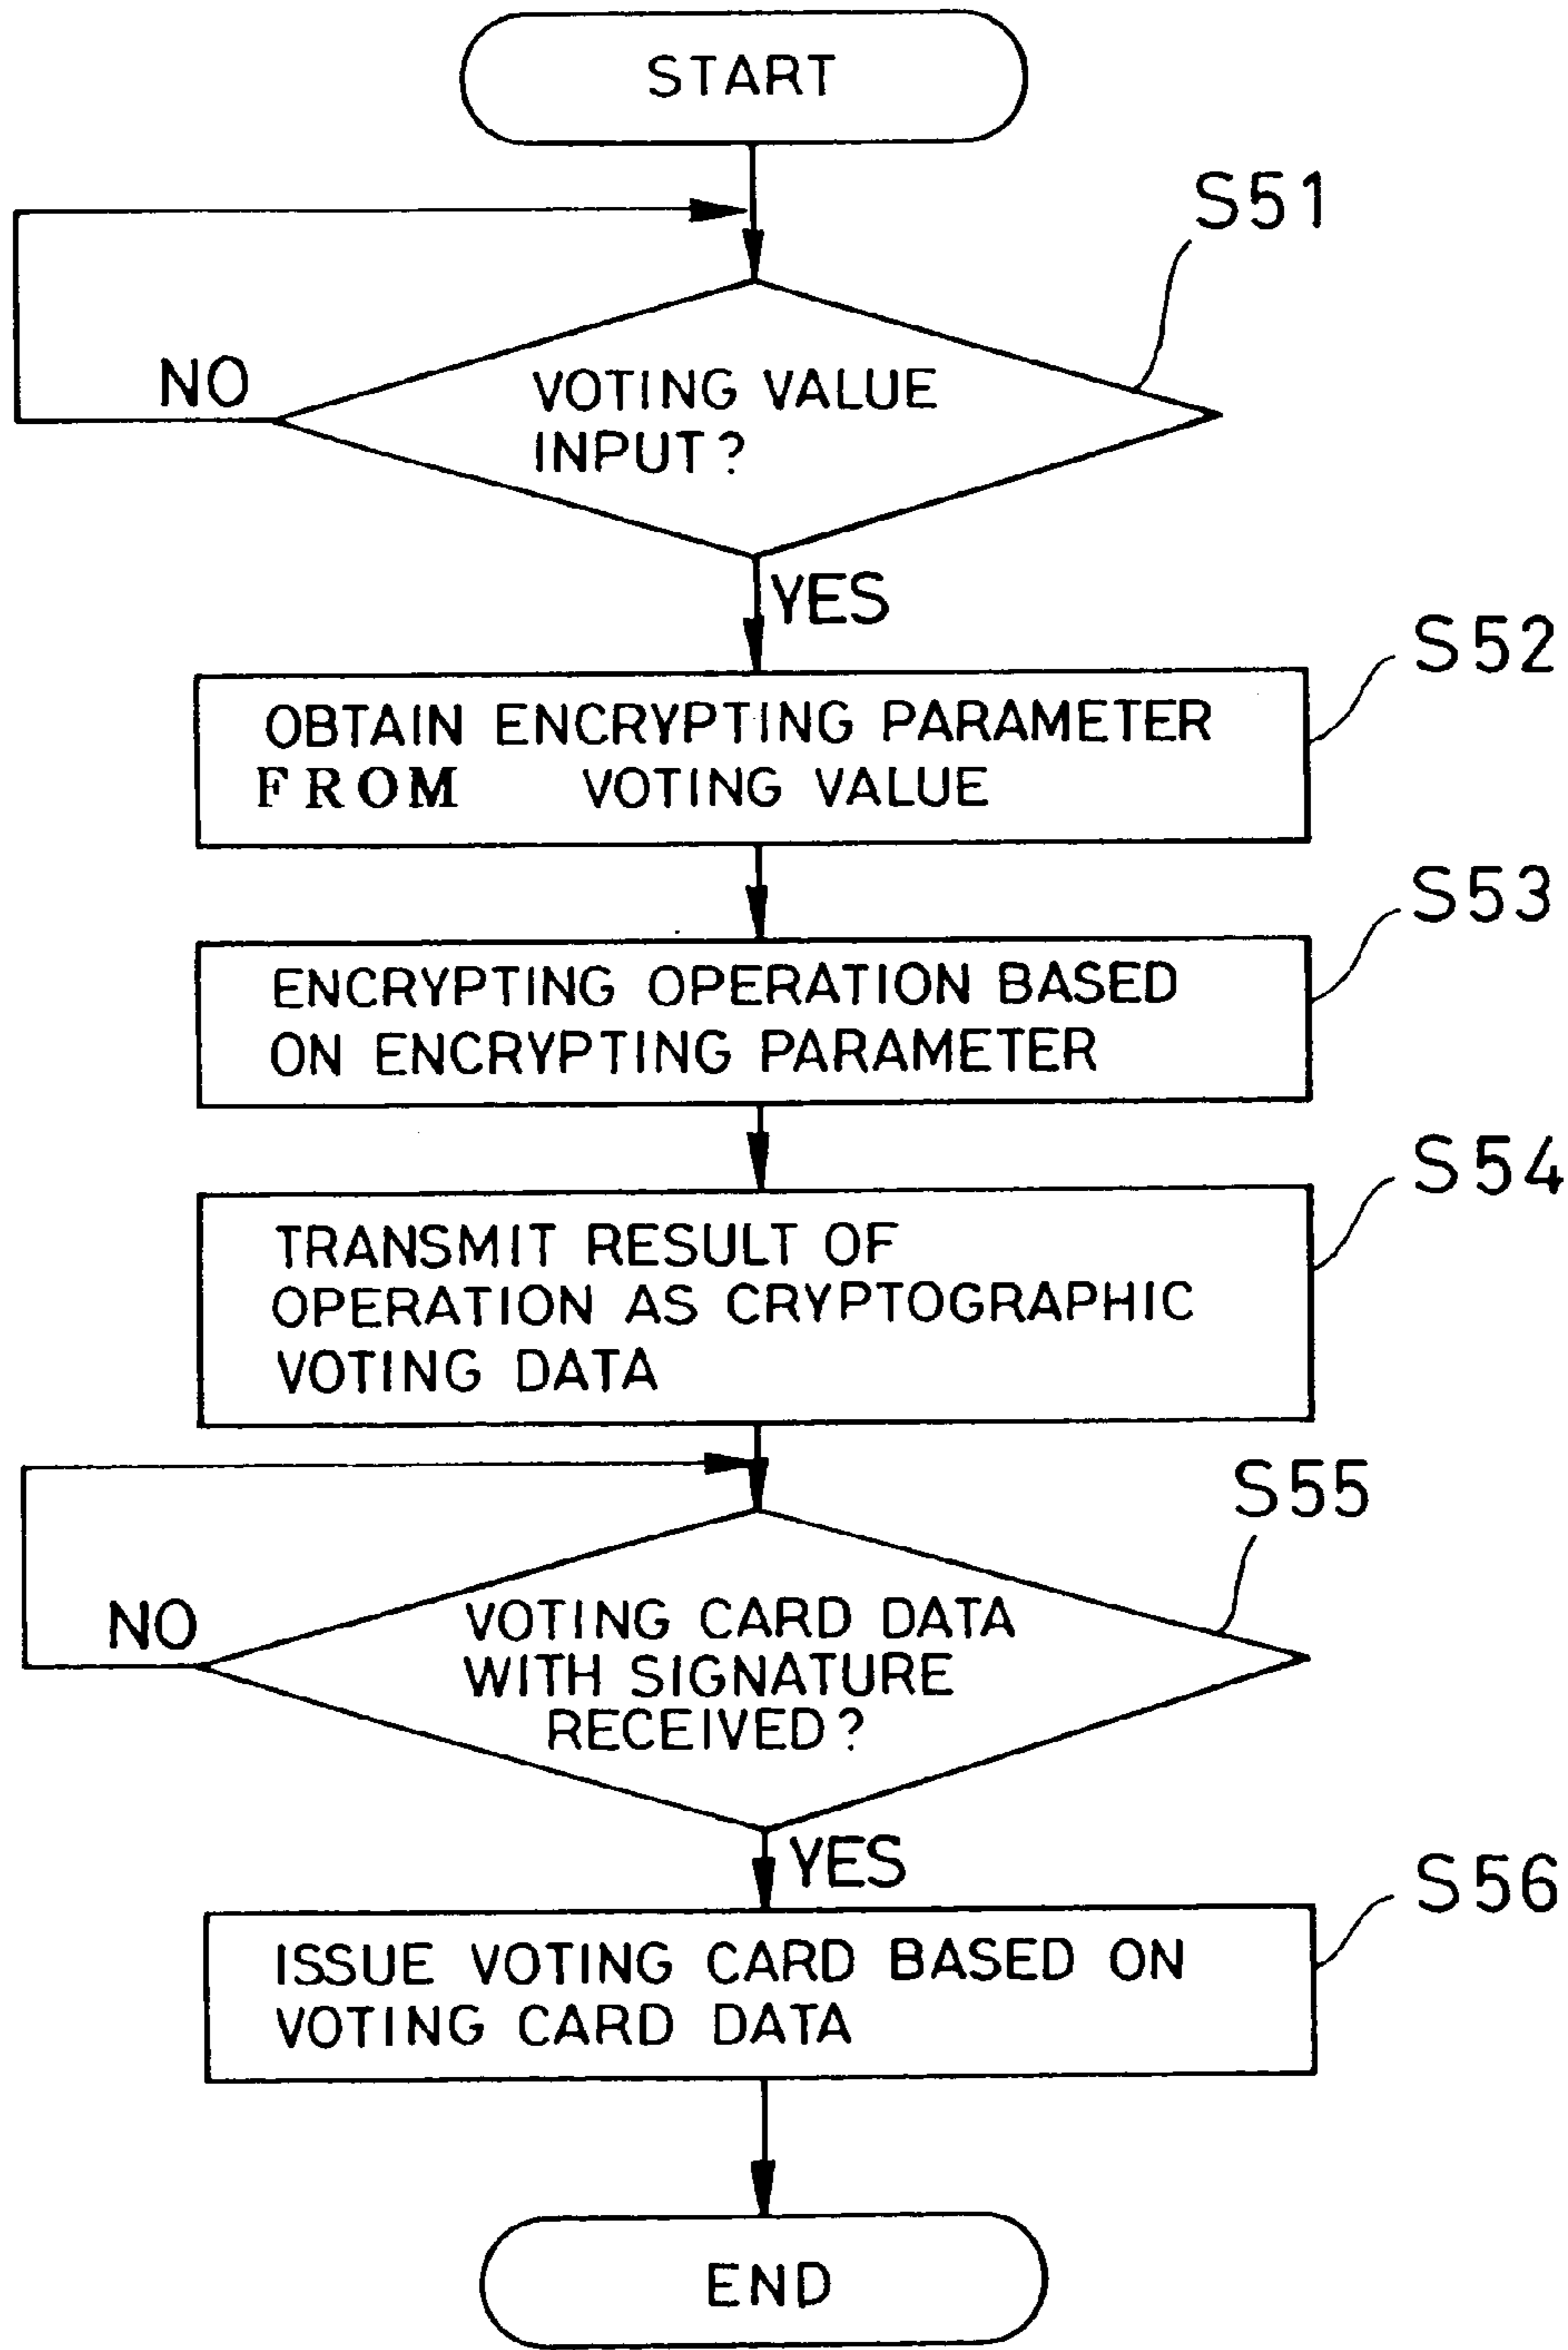 START
S51
NO
VOTING VALUE
INPUT?
YES
S52
OBTAIN ENCRYPTING PARAMETER
FROM VOTING VALUE
S53
ENCRYPTING OPERATION BASED
ON ENCRYPTING PARAMETER
S54
TRANSMIT RESULT OF
OPERATION AS CRYPTOGRAPHIC
VOTING DATA
S55
NO
VOTING CARD DATA
WITH SIGNATURE
RECEIVED?
YES
S56
ISSUE VOTING CARD BASED ON
VOTING CARD DATA
END